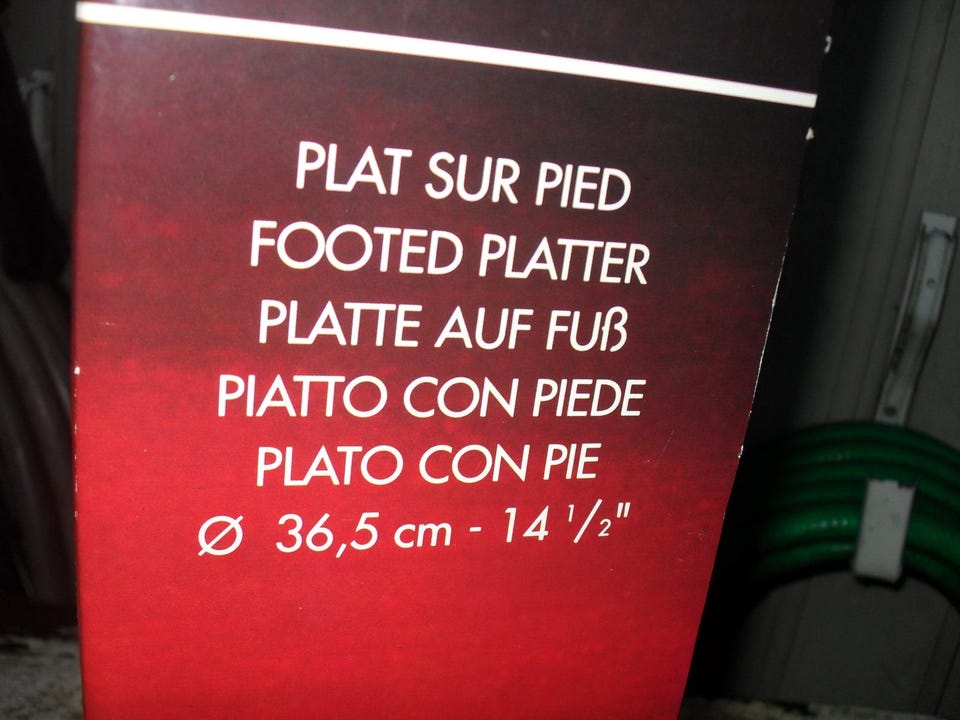 PLAT SUR PIED
FOOTED PLATTER
PLATTE AUF FUß
PIATTO CON PIEDE
PLATO CON PIE
Ø 36,5 cm - 14 1/2"